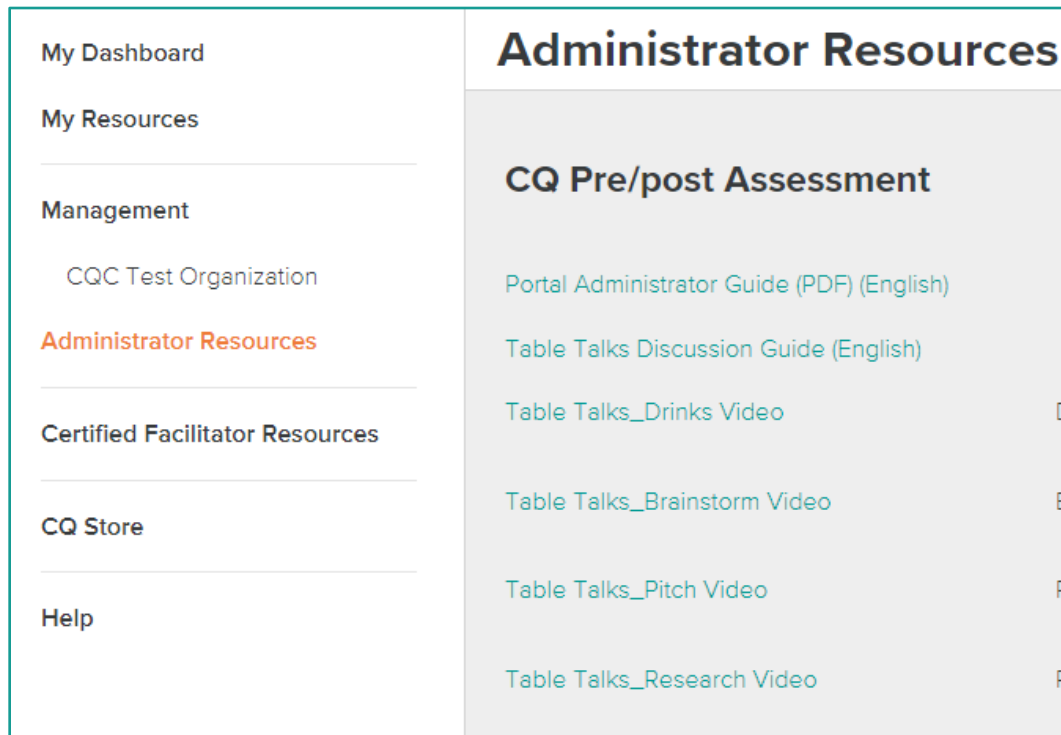 My Dashboard
My Resources
Management
CQC Test Organization
Administrator Resources
Certified Facilitator Resources
CQ Store
Help
Administrator Resources
CQ Pre/post Assessment
Portal Administrator Guide (PDF) (English)
Table Talks Discussion Guide (English)
Table Talks_Drinks Video
Table Talks_Brainstorm Video
Table Talks_Pitch Video
Table Talks_Research Video